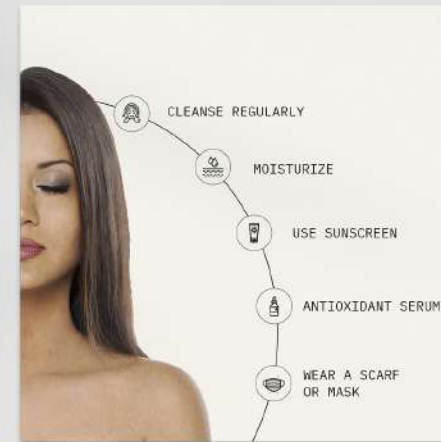 CLEANSE REGULARLY
MOISTURIZE
USE SUNSCREEN
ANTIOXIDANT SERUM
WEAR A SCARF
OR MASK